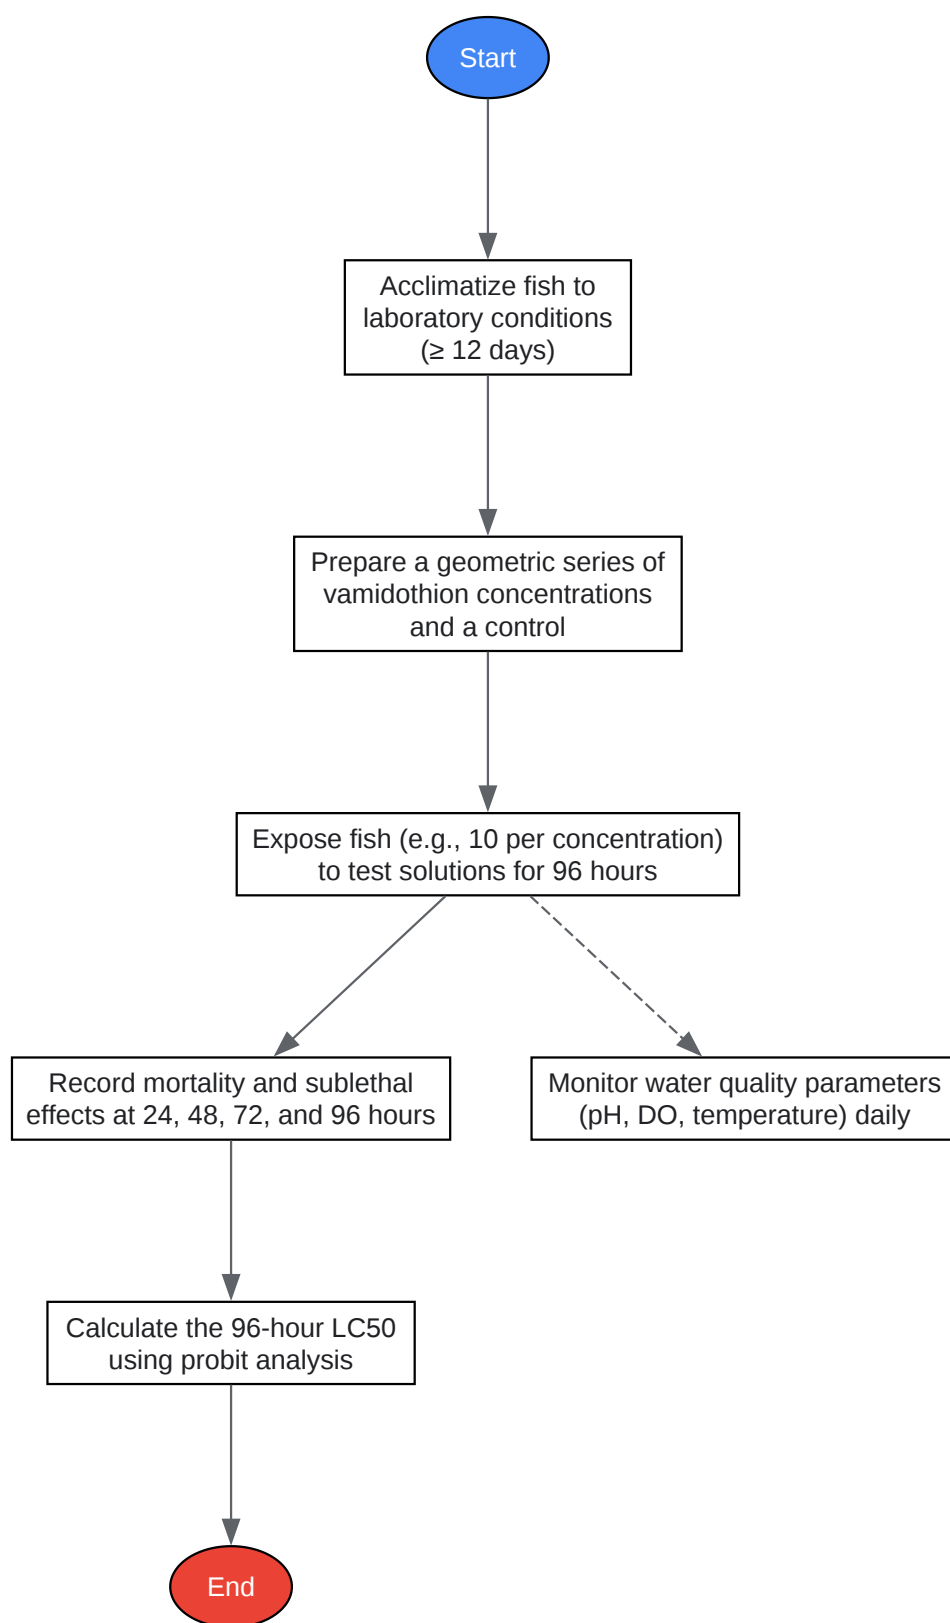 Start
Acclimatize fish to
laboratory conditions
(≥ 12 days)
Prepare a geometric series of
vamidothion concentrations
and a control
Expose fish (e.g., 10 per concentration)
to test solutions for 96 hours
Record mortality and sublethal
effects at 24, 48, 72, and 96 hours
Monitor water quality parameters
(pH, DO, temperature) daily
Calculate the 96-hour LC50
using probit analysis
End